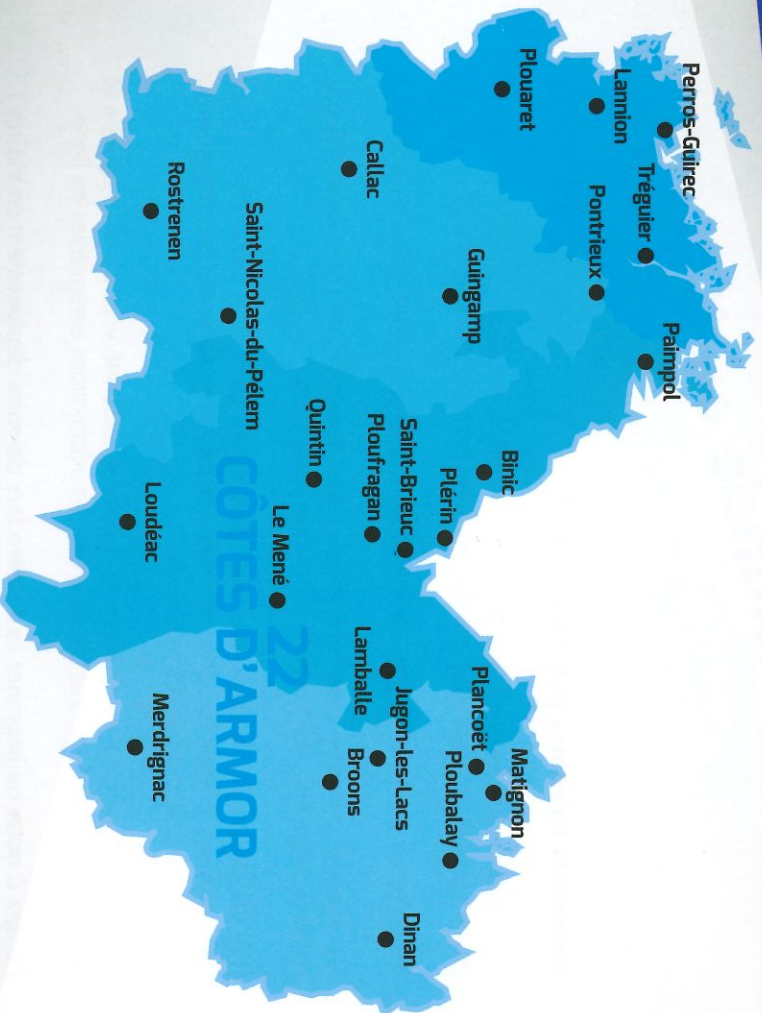 Perros-Guirec
Lannion
Tréguier
Paimpol
Plouaret
Pontrieux
Guingamp
Binic
Callac
Plérin
Saint-Brieuc
Ploufragan
Matignon
Plancoët
Ploubalay
Dinan
Quintin
Lamballe
Jugon-les-Lacs
Saint-Nicolas-du-Pélem
Le Mené
Broons
Rostrenen
22
CÔTES D'ARMOR
Loudéac
Merdrignac